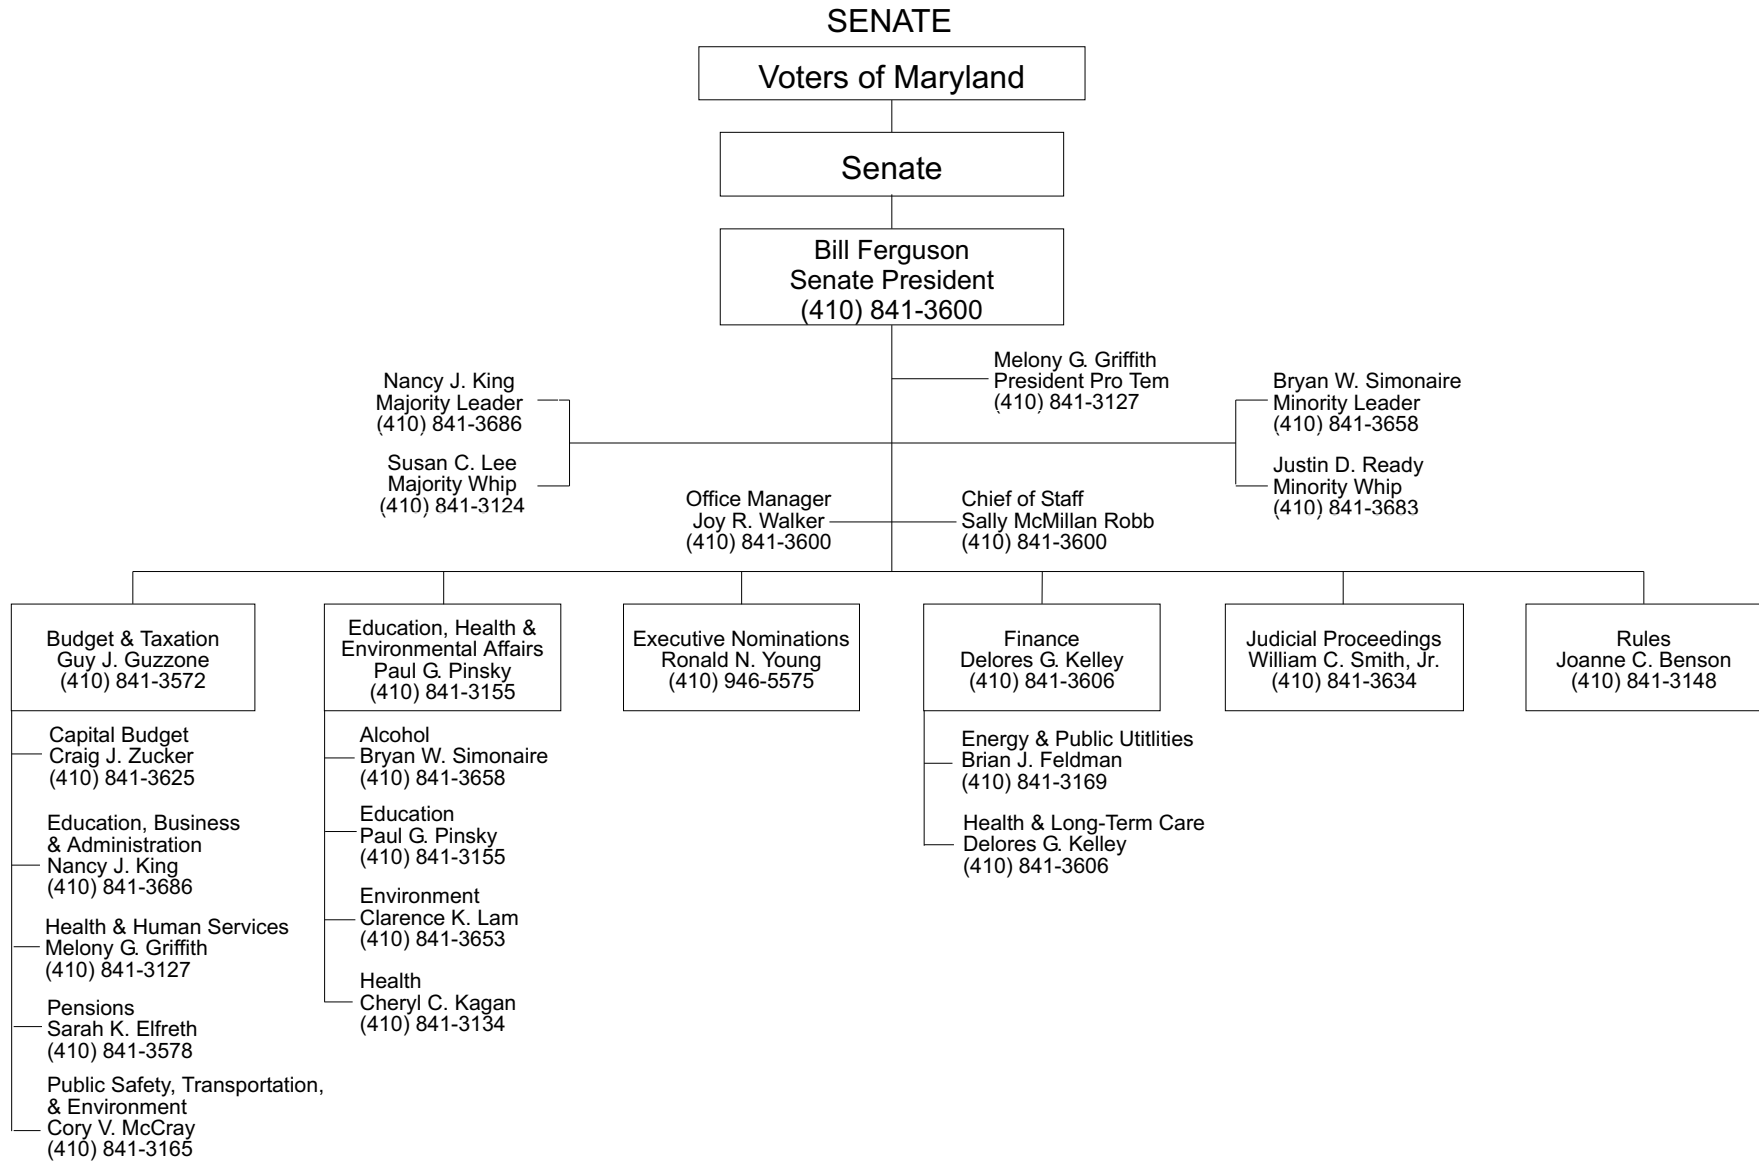 SENATE
Voters of Maryland
Senate
Bill Ferguson
Senate President
(410) 841-3600
Melony G. Griffith
President Pro Tem
(410) 841-3127
Nancy J. King
Majority Leader
(410) 841-3686
Susan C. Lee
Majority Whip
(410) 841-3124
Bryan W. Simonaire
Minority Leader
(410) 841-3658
Justin D. Ready
Minority Whip
(410) 841-3683
Office Manager
Joy R. Walker
(410) 841-3600
Chief of Staff
Sally McMillan Robb
(410) 841-3600
Budget & Taxation
Guy J. Guzzone
(410) 841-3572
Capital Budget
Craig J. Zucker
(410) 841-3625
Education, Business
& Administration
Nancy J. King
(410) 841-3686
Health & Human Services
Melony G. Griffith
(410) 841-3127
Pensions
Sarah K. Elfreth
(410) 841-3578
Public Safety, Transportation,
& Environment
Cory V. McCray
(410) 841-3165
Education, Health &
Environmental Affairs
Paul G. Pinsky
(410) 841-3155
Alcohol
Bryan W. Simonaire
(410) 841-3658
Education
Paul G. Pinsky
(410) 841-3155
Environment
Clarence K. Lam
(410) 841-3653
Health
Cheryl C. Kagan
(410) 841-3134
Executive Nominations
Ronald N. Young
(410) 946-5575
Finance
Delores G. Kelley
(410) 841-3606
Energy & Public Utitlities
Brian J. Feldman
(410) 841-3169
Health & Long-Term Care
Delores G. Kelley
(410) 841-3606
Judicial Proceedings
William C. Smith, Jr.
(410) 841-3634
Rules
Joanne C. Benson
(410) 841-3148